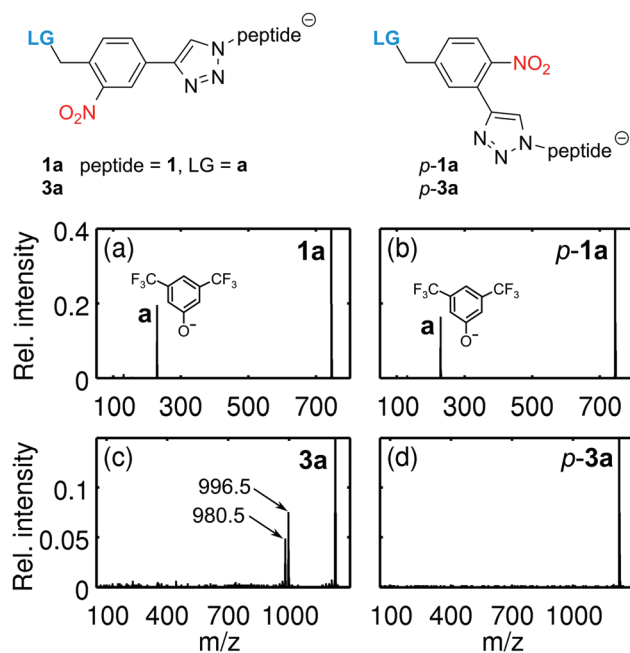 LG
peptide⊖
N
N
N
O₂N
1a peptide = 1, LG = a
3a
LG
NO₂
N
N
N
peptide⊖
p-1a
p-3a
Rel. intensity
0.4
0.2
0
(a)
1a
F₃C
CF₃
a
O⁻
100 300 500 700
(b)
p-1a
F₃C
CF₃
a
O⁻
100 300 500 700
Rel. intensity
0.1
0.05
0
(c)
3a
996.5
980.5
100 400 700 1000
m/z
(d)
p-3a
100 400 700 1000
m/z